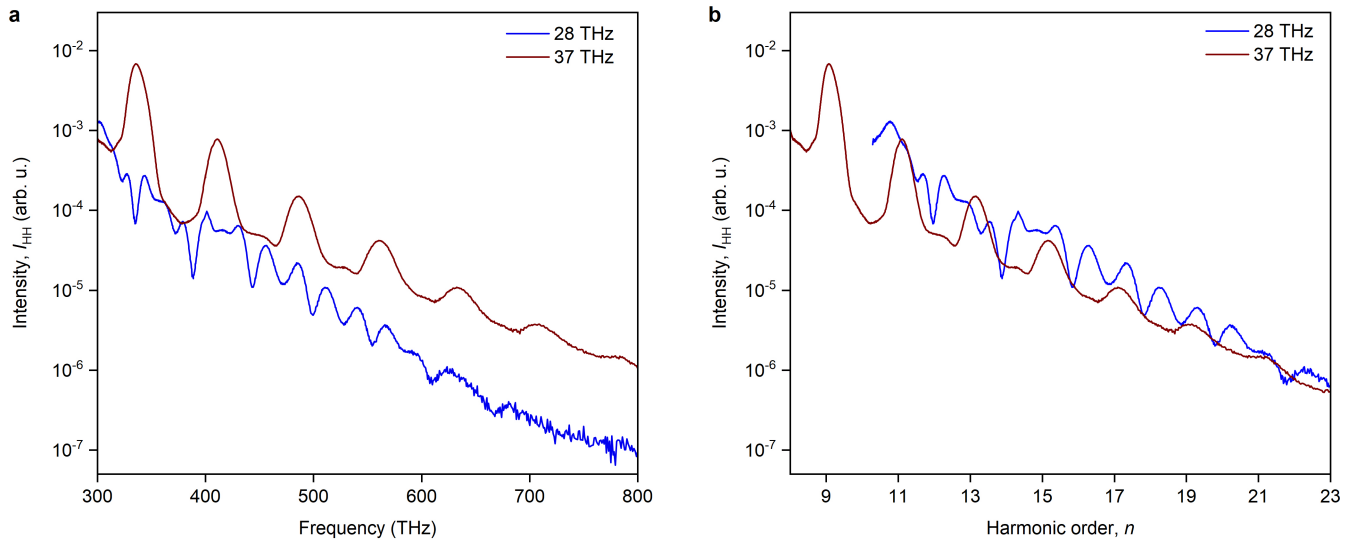 a
28 THz
37 THz
10⁻²
10⁻³
10⁻⁴
10⁻⁵
10⁻⁶
10⁻⁷
Intensity, I_HH (arb. u.)
300 400 500 600 700 800
Frequency (THz)
b
28 THz
37 THz
10⁻²
10⁻³
10⁻⁴
10⁻⁵
10⁻⁶
10⁻⁷
Intensity, I_HH (arb. u.)
9 11 13 15 17 19 21 23
Harmonic order, n